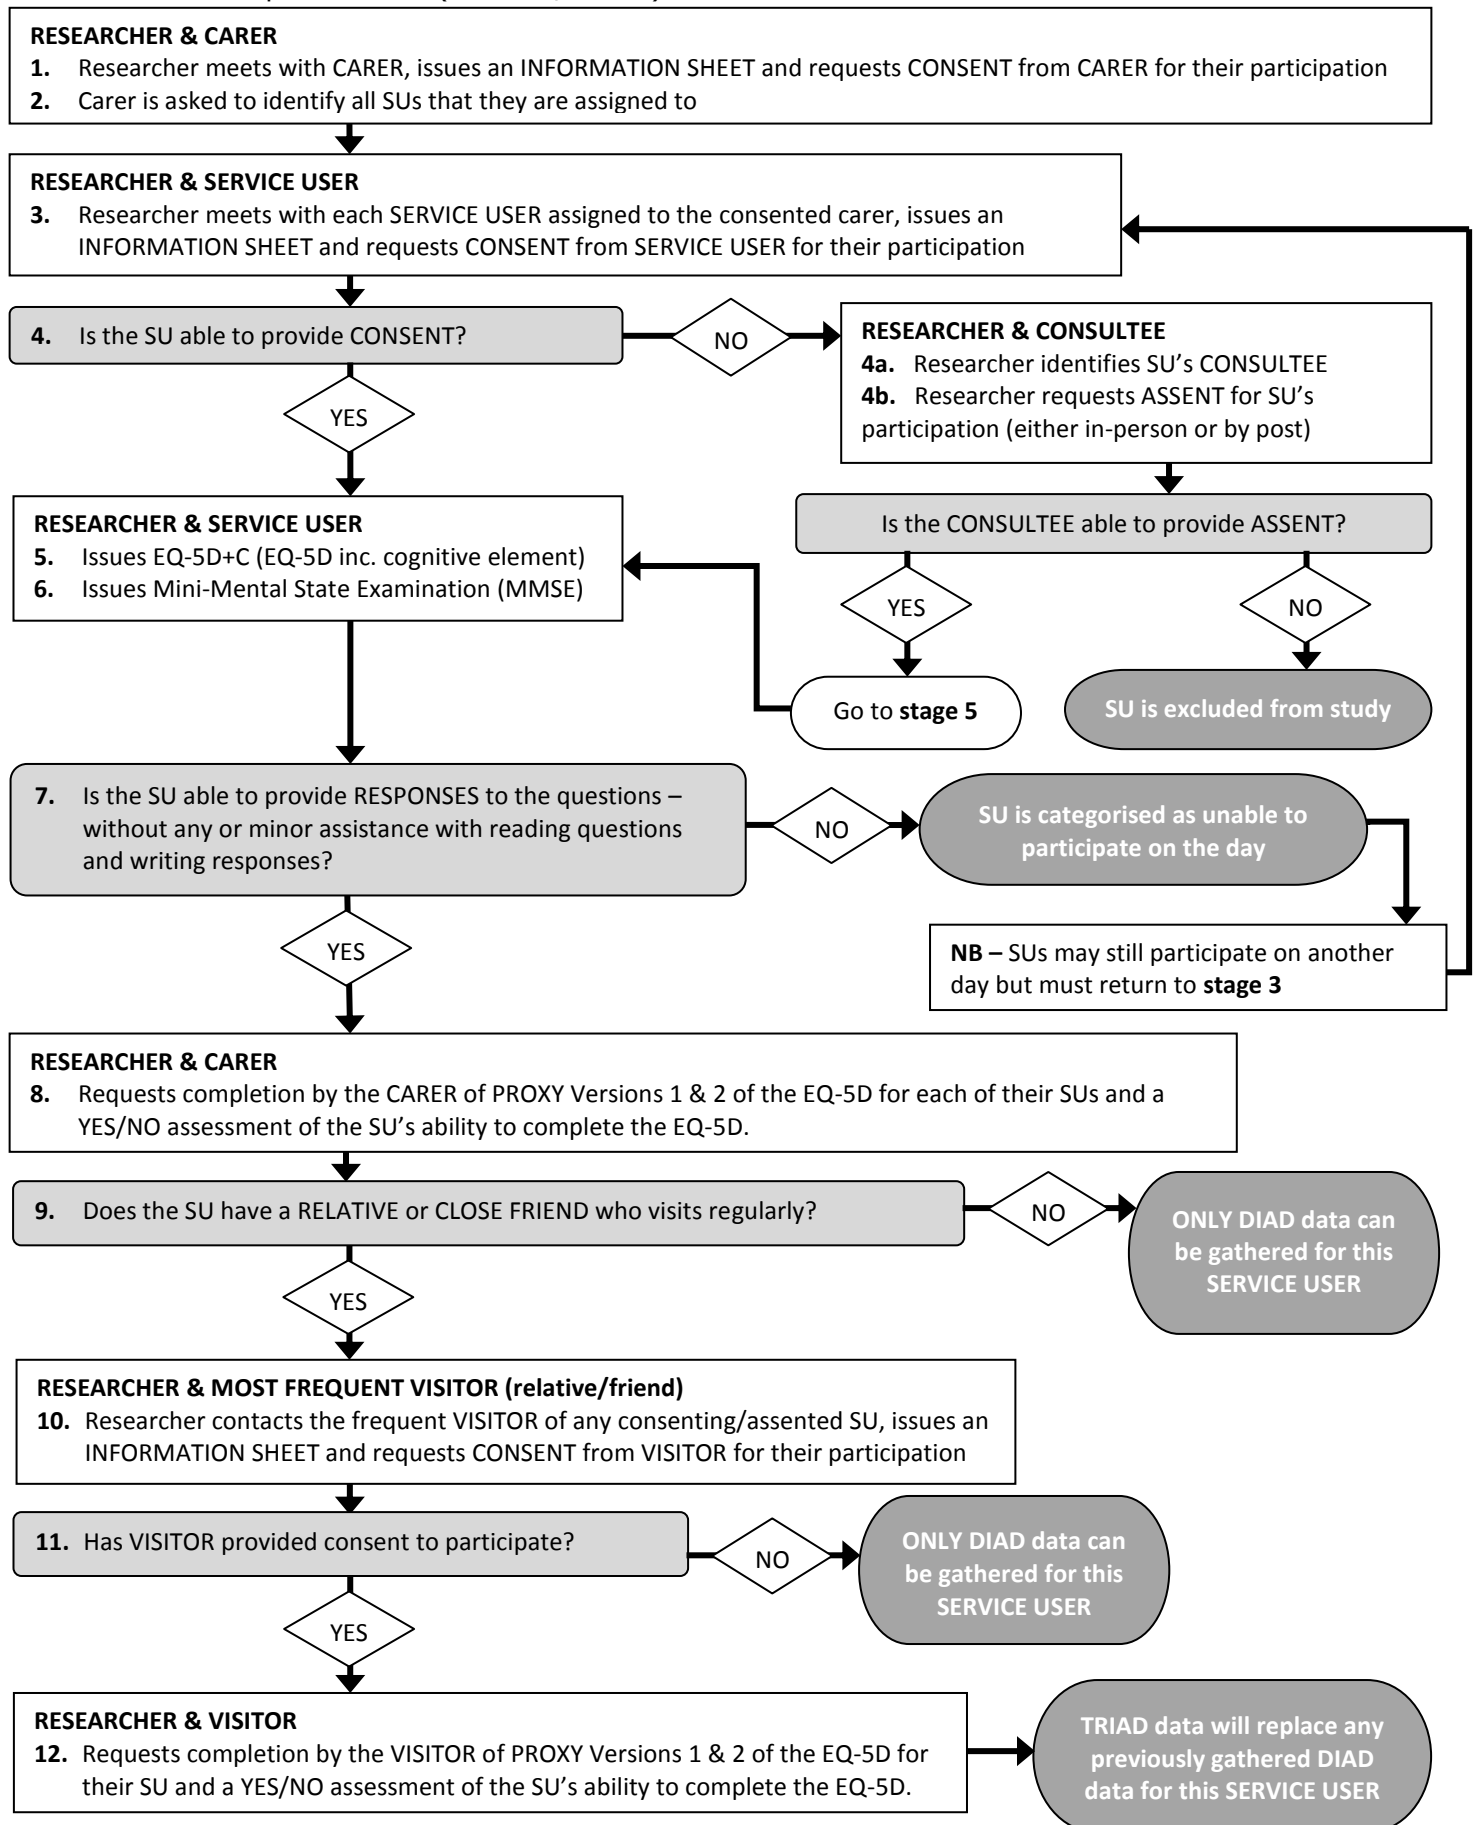 RESEARCHER & CARER
1. Researcher meets with CARER, issues an INFORMATION SHEET and requests CONSENT from CARER for their participation
2. Carer is asked to identify all SUs that they are assigned to
RESEARCHER & SERVICE USER
3. Researcher meets with each SERVICE USER assigned to the consented carer, issues an
INFORMATION SHEET and requests CONSENT from SERVICE USER for their participation
4. Is the SU able to provide CONSENT?
NO
RESEARCHER & CONSULTEE
4a. Researcher identifies SU’s CONSULTEE
4b. Researcher requests ASSENT for SU’s
participation (either in-person or by post)
YES
Is the CONSULTEE able to provide ASSENT?
YES
NO
Go to stage 5
SU is excluded from study
RESEARCHER & SERVICE USER
5. Issues EQ-5D+C (EQ-5D inc. cognitive element)
6. Issues Mini-Mental State Examination (MMSE)
7. Is the SU able to provide RESPONSES to the questions –
without any or minor assistance with reading questions
and writing responses?
NO
SU is categorised as unable to
participate on the day
NB – SUs may still participate on another
day but must return to stage 3
YES
RESEARCHER & CARER
8. Requests completion by the CARER of PROXY Versions 1 & 2 of the EQ-5D for each of their SUs and a
YES/NO assessment of the SU’s ability to complete the EQ-5D.
9. Does the SU have a RELATIVE or CLOSE FRIEND who visits regularly?
NO
ONLY DIAD data can
be gathered for this
SERVICE USER
YES
RESEARCHER & MOST FREQUENT VISITOR (relative/friend)
10. Researcher contacts the frequent VISITOR of any consenting/assented SU, issues an
INFORMATION SHEET and requests CONSENT from VISITOR for their participation
11. Has VISITOR provided consent to participate?
NO
ONLY DIAD data can
be gathered for this
SERVICE USER
YES
RESEARCHER & VISITOR
12. Requests completion by the VISITOR of PROXY Versions 1 & 2 of the EQ-5D for
their SU and a YES/NO assessment of the SU’s ability to complete the EQ-5D.
TRIAD data will replace any
previously gathered DIAD
data for this SERVICE USER